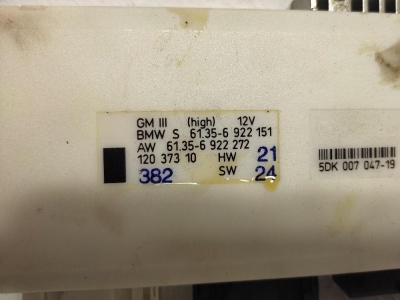 GM III (high) 12V
BMW S 61.35-6 922 151
AW 61.35-6 922 272
120 373 10 HW 21
382 SW 24
5DK 007 047-19